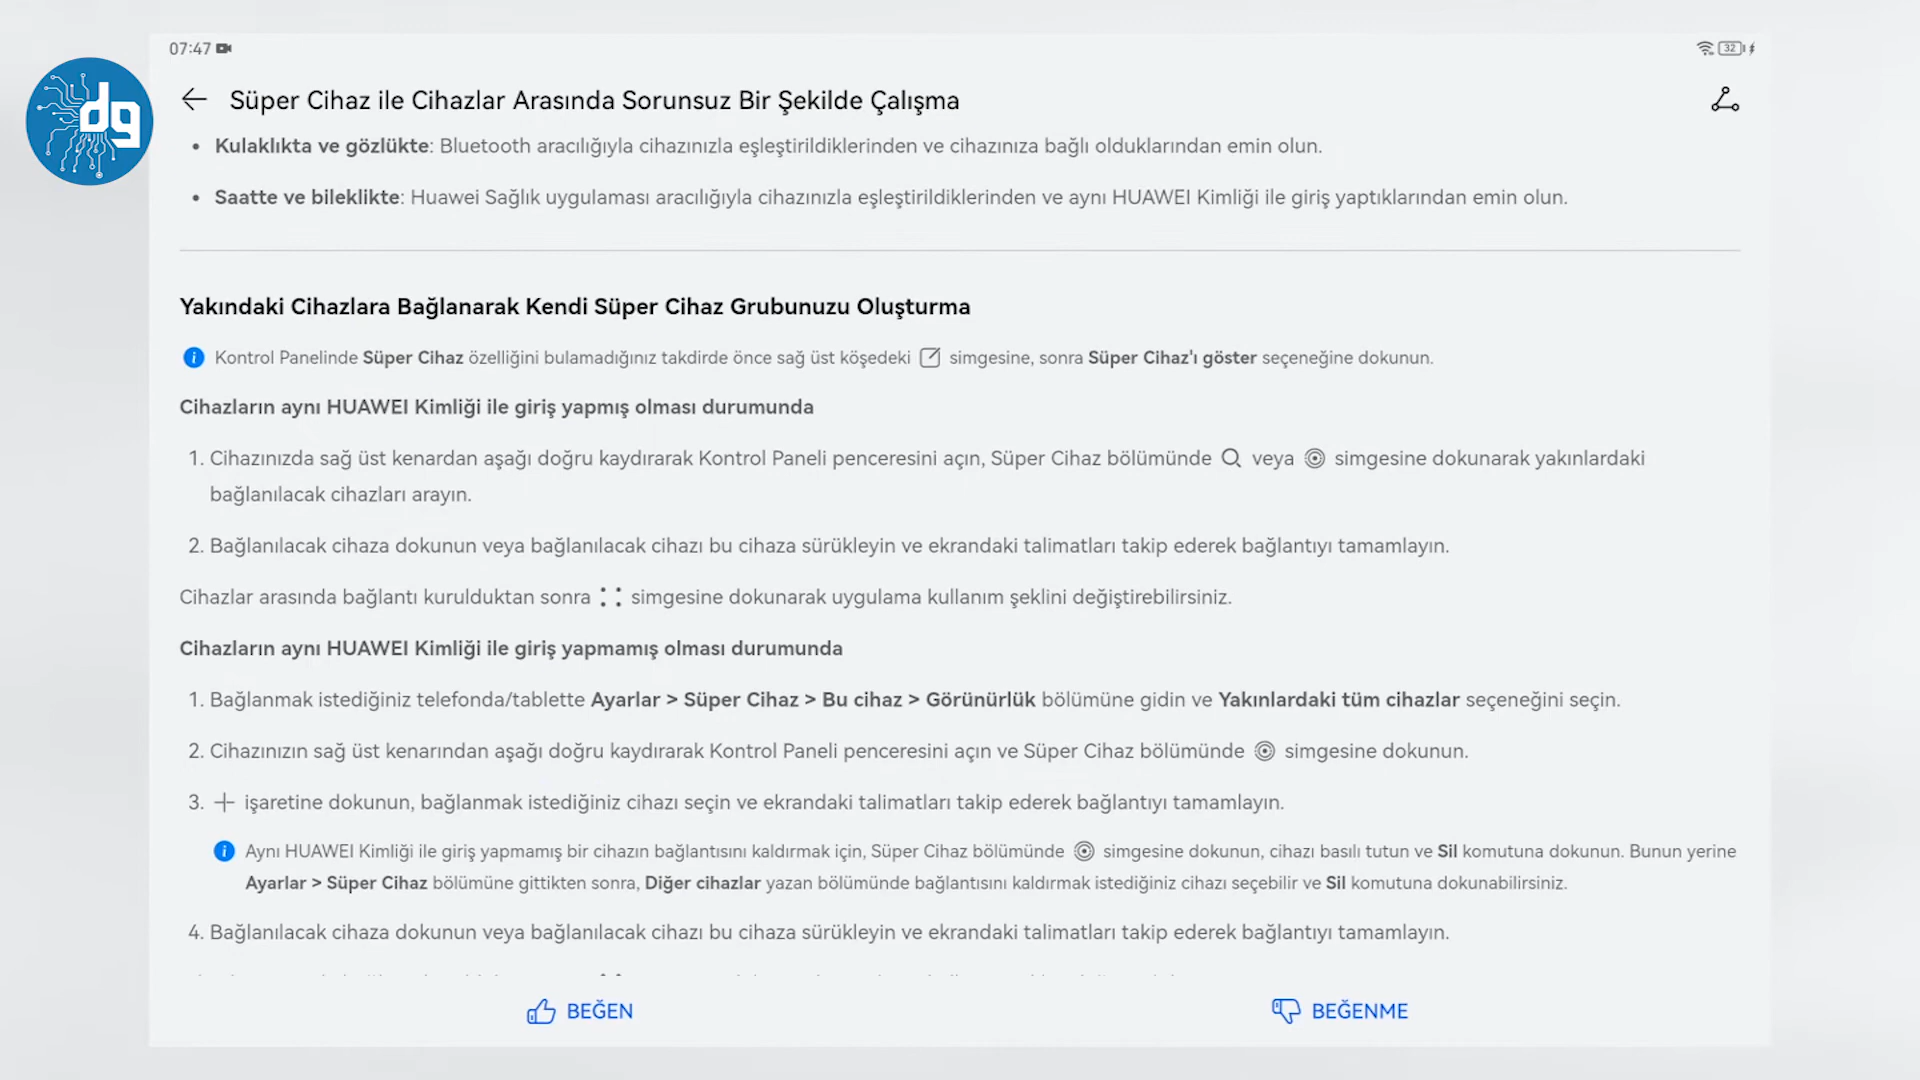 07:47
32
dg
Süper Cihaz ile Cihazlar Arasında Sorunsuz Bir Şekilde Çalışma
• Kulaklıkta ve gözlükte: Bluetooth aracılığıyla cihazınızla eşleştirildiklerinden ve cihazınıza bağlı olduklarından emin olun.
• Saatte ve bileklikte: Huawei Sağlık uygulaması aracılığıyla cihazınızla eşleştirildiklerinden ve aynı HUAWEI Kimliği ile giriş yaptıklarından emin olun.
Yakındaki Cihazlara Bağlanarak Kendi Süper Cihaz Grubunuzu Oluşturma
Kontrol Panelinde Süper Cihaz özelliğini bulamadığınız takdirde önce sağ üst köşedeki simgesine, sonra Süper Cihaz'ı göster seçeneğine dokunun.
Cihazların aynı HUAWEI Kimliği ile giriş yapmış olması durumunda
1. Cihazınızda sağ üst kenardan aşağı doğru kaydırarak Kontrol Paneli penceresini açın, Süper Cihaz bölümünde veya simgesine dokunarak yakınlardaki
bağlanılacak cihazları arayın.
2. Bağlanılacak cihaza dokunun veya bağlanılacak cihazı bu cihaza sürükleyin ve ekrandaki talimatları takip ederek bağlantıyı tamamlayın.
Cihazlar arasında bağlantı kurulduktan sonra simgesine dokunarak uygulama kullanım şeklini değiştirebilirsiniz.
Cihazların aynı HUAWEI Kimliği ile giriş yapmamış olması durumunda
1. Bağlanmak istediğiniz telefonda/tablette Ayarlar > Süper Cihaz > Bu cihaz > Görünürlük bölümüne gidin ve Yakınlardaki tüm cihazlar seçeneğini seçin.
2. Cihazınızın sağ üst kenarından aşağı doğru kaydırarak Kontrol Paneli penceresini açın ve Süper Cihaz bölümünde simgesine dokunun.
3. + işaretine dokunun, bağlanmak istediğiniz cihazı seçin ve ekrandaki talimatları takip ederek bağlantıyı tamamlayın.
Aynı HUAWEI Kimliği ile giriş yapmamış bir cihazın bağlantısını kaldırmak için, Süper Cihaz bölümünde simgesine dokunun, cihazı basılı tutun ve Sil komutuna dokunun. Bunun yerine
Ayarlar > Süper Cihaz bölümüne gittikten sonra, Diğer cihazlar yazan bölümünde bağlantısını kaldırmak istediğiniz cihazı seçebilir ve Sil komutuna dokunabilirsiniz.
4. Bağlanılacak cihaza dokunun veya bağlanılacak cihazı bu cihaza sürükleyin ve ekrandaki talimatları takip ederek bağlantıyı tamamlayın.
BEĞEN
BEĞENME